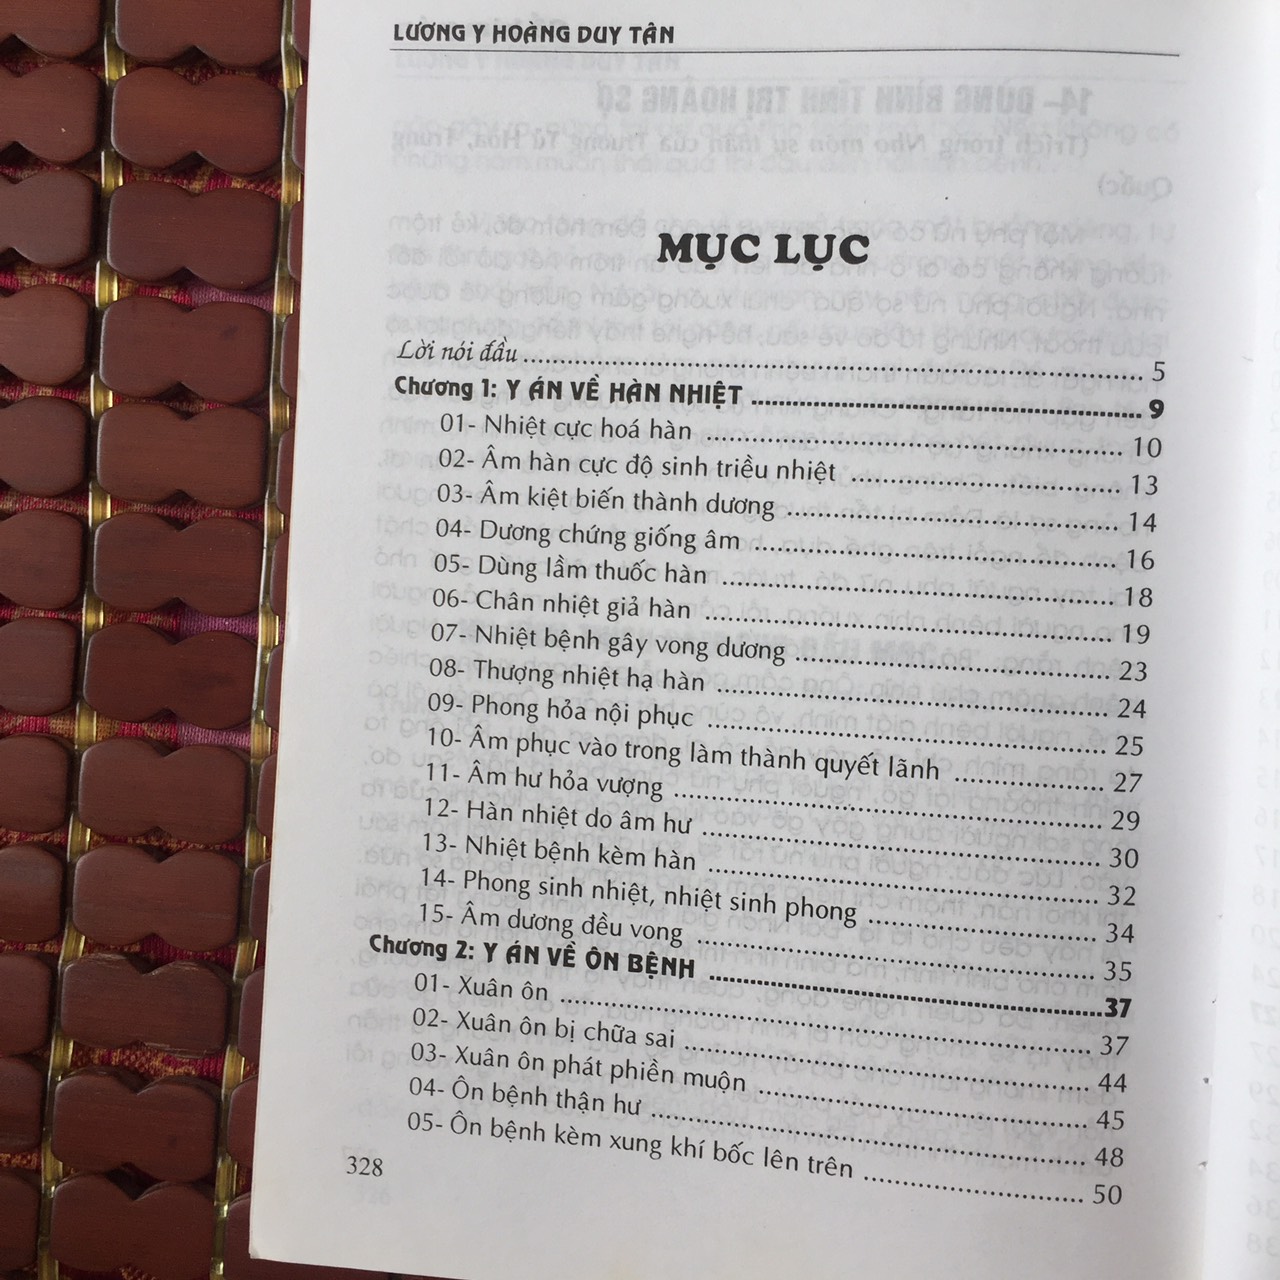 LƯƠNG Y HOÀNG DUY TÂN
MỤC LỤC
Lời nói đầu ........ 5
Chương 1: Y ÁN VỀ HÀN NHIỆT ........ 9
01- Nhiệt cực hoá hàn ........ 10
02- Âm hàn cực độ sinh triều nhiệt ........ 13
03- Âm kiệt biến thành dương ........ 14
04- Dương chứng giống âm ........ 16
05- Dùng lầm thuốc hàn ........ 18
06- Chân nhiệt giả hàn ........ 19
07- Nhiệt bệnh gây vong dương ........ 23
08- Thượng nhiệt hạ hàn ........ 24
09- Phong hỏa nội phục ........ 25
10- Âm phục vào trong làm thành quyết lãnh ........ 27
11- Âm hư hỏa vượng ........ 29
12- Hàn nhiệt do âm hư ........ 30
13- Nhiệt bệnh kèm hàn ........ 32
14- Phong sinh nhiệt, nhiệt sinh phong ........ 34
15- Âm dương đều vong ........ 35
Chương 2: Y ÁN VỀ ÔN BỆNH ........ 37
01- Xuân ôn ........ 37
02- Xuân ôn bị chữa sai ........ 44
03- Xuân ôn phát phiền muộn ........ 45
04- Ôn bệnh thận hư ........ 48
05- Ôn bệnh kèm xung khí bốc lên trên ........ 50
328